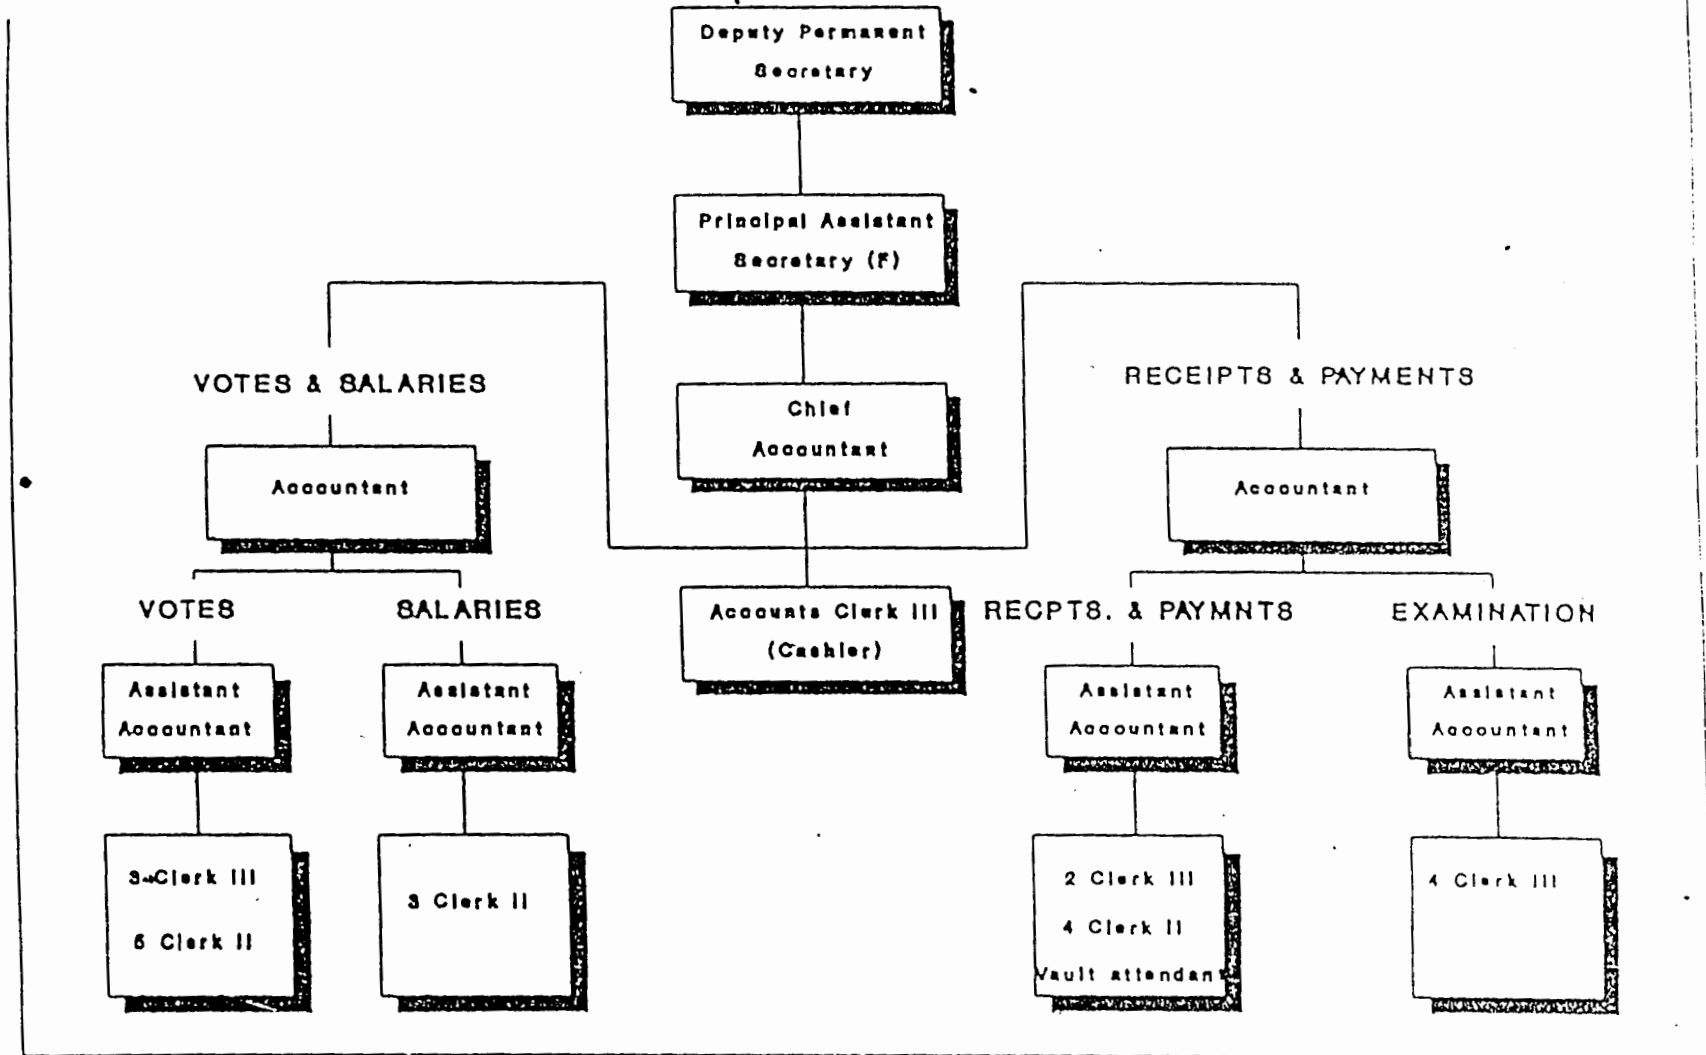 Deputy Permanent
Secretary
Principal Assistant
Secretary (F)
VOTES & SALARIES
RECEIPTS & PAYMENTS
Chief
Accountant
Accountant
Accountant
VOTES
SALARIES
Accounts Clerk III
(Cashier)
RECPTS. & PAYMNTS
EXAMINATION
Assistant
Accountant
Assistant
Accountant
Assistant
Accountant
Assistant
Accountant
3 Clerk III
5 Clerk II
3 Clerk II
2 Clerk III
4 Clerk II
Vault attendant
4 Clerk III